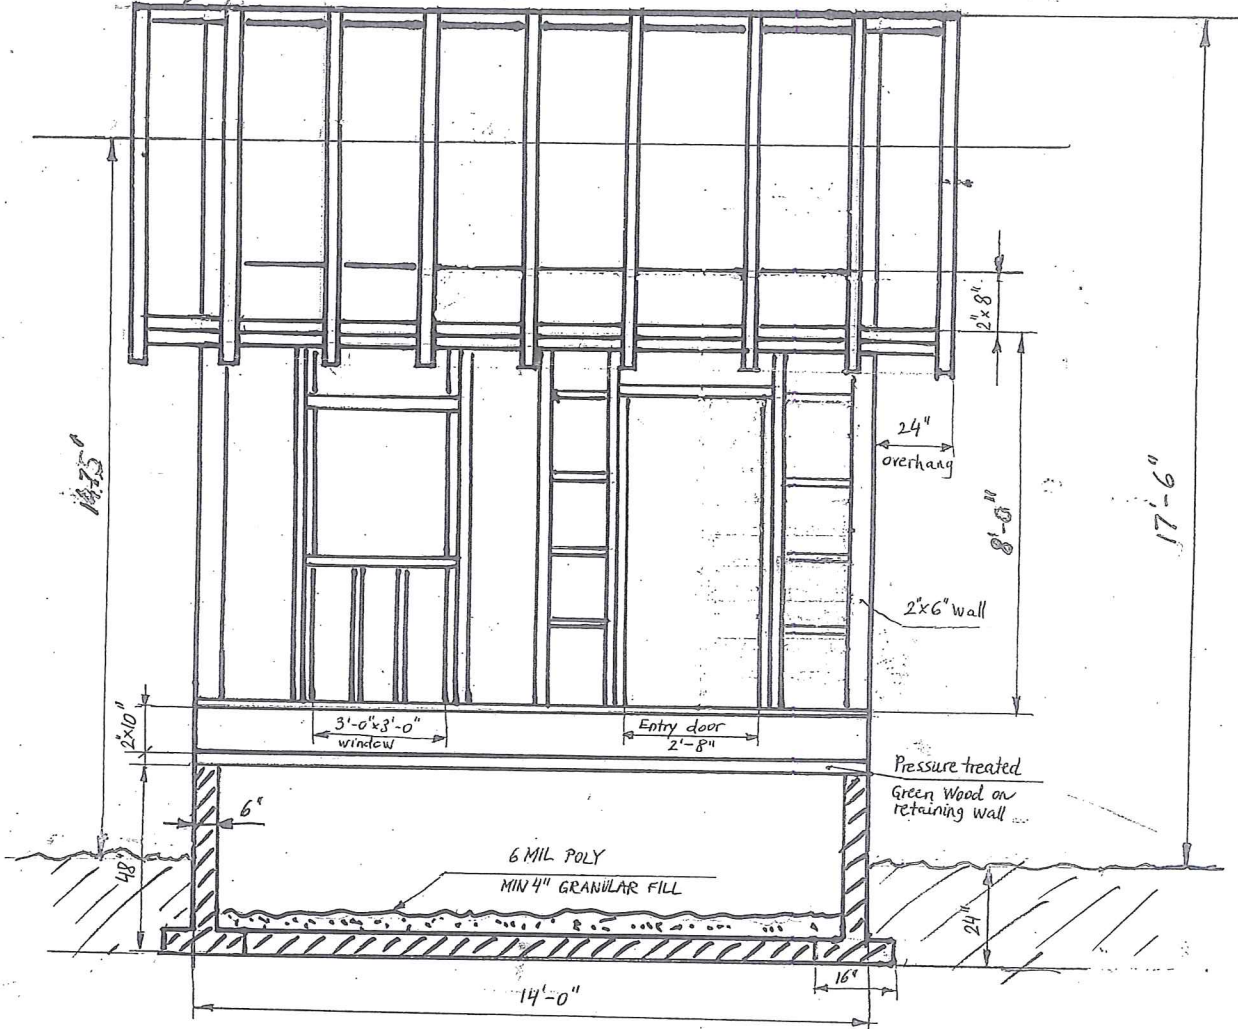 2"x8"
24"
overhang
17'-6"
8'-0"
2"x6" wall
2"x10"
3'-0"x3'-0"
window
Entry door
2'-8"
Pressure treated
Green Wood on
retaining wall
6"
6 MIL POLY
MIN 4" GRANULAR FILL
48"
24"
16"
14'-0"